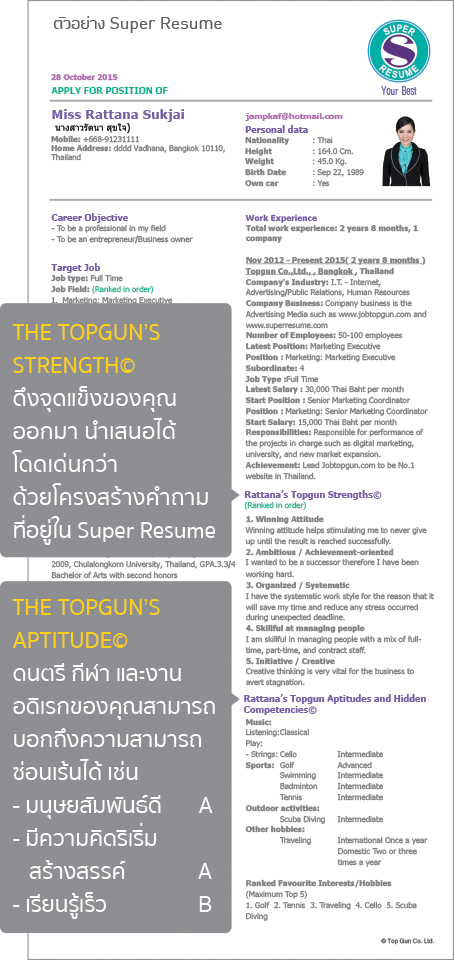 ตัวอย่าง Super Resume
SUPER
RESUME
Your Best
28 October 2015
APPLY FOR POSITION OF
Miss Rattana Sukjai
นางสาวรัตนา สุขใจ)
Mobile: +668-91231111
Home Address: dddd Vadhana, Bangkok 10110,
Thailand
jampkaf@hotmail.com
Personal data
Nationality : Thai
Height : 164.0 Cm.
Weight : 45.0 Kg.
Birth Date : Sep 22, 1989
Own car : Yes
Career Objective
- To be a professional in my field
- To be an entrepreneur/Business owner
Target Job
Job type: Full Time
Job Field: (Ranked in order)
1. Marketing: Marketing Executive
THE TOPGUN'S
STRENGTH©
ดึงจุดแข็งของคุณ
ออกมา นำเสนอได้
โดดเด่นกว่า
ด้วยโครงสร้างคำถาม
ที่อยู่ใน Super Resume
2009, Chulalongkorn University, Thailand, GPA.3.3/4
Bachelor of Arts with second honors
THE TOPGUN'S
APTITUDE©
ดนตรี กีฬา และงาน
อดิเรกของคุณสามารถ
บอกถึงความสามารถ
ซ่อนเร้นได้ เช่น
- มนุษยสัมพันธ์ดี A
- มีความคิดริเริ่ม
สร้างสรรค์ A
- เรียนรู้เร็ว B
Work Experience
Total work experience: 2 years 8 months, 1
company
Nov 2012 - Present 2015( 2 years 8 months )
Topgun Co.,Ltd., , Bangkok , Thailand
Company's Industry: I.T. - Internet,
Advertising/Public Relations, Human Resources
Company Business: Company business is the
Advertising Media such as www.jobtopgun.com and
www.superresume.com
Number of Employees: 50-100 employees
Latest Position: Marketing Executive
Position : Marketing: Marketing Executive
Subordinate: 4
Job Type :Full Time
Latest Salary : 30,000 Thai Baht per month
Start Position : Senior Marketing Coordinator
Position : Marketing: Senior Marketing Coordinator
Start Salary: 15,000 Thai Baht per month
Responsibilities: Responsible for performance of
the projects in charge such as digital marketing,
university, and new market expansion.
Achievement: Lead Jobtopgun.com to be No.1
website in Thailand.
Rattana's Topgun Strengths©
(Ranked in order)
1. Winning Attitude
Winning attitude helps stimulating me to never give
up until the result is reached successfully.
2. Ambitious / Achievement-oriented
I wanted to be a successor therefore I have been
working hard.
3. Organized / Systematic
I have the systematic work style for the reason that it
will save my time and reduce any stress occurred
during unexpected deadline.
4. Skillful at managing people
I am skillful in managing people with a mix of full-
time, part-time, and contract staff.
5. Initiative / Creative
Creative thinking is very vital for the business to
avert stagnation.
Rattana's Topgun Aptitudes and Hidden
Competencies©
Music:
Listening:Classical
Play:
- Strings: Cello Intermediate
Sports: Golf Advanced
Swimming Intermediate
Badminton Intermediate
Tennis Intermediate
Outdoor activities:
Scuba Diving Intermediate
Other hobbies:
Traveling International Once a year
Domestic Two or three
times a year
Ranked Favourite Interests/Hobbies
(Maximum Top 5)
1. Golf 2. Tennis 3. Traveling 4. Cello 5. Scuba
Diving
© Top Gun Co. Ltd.